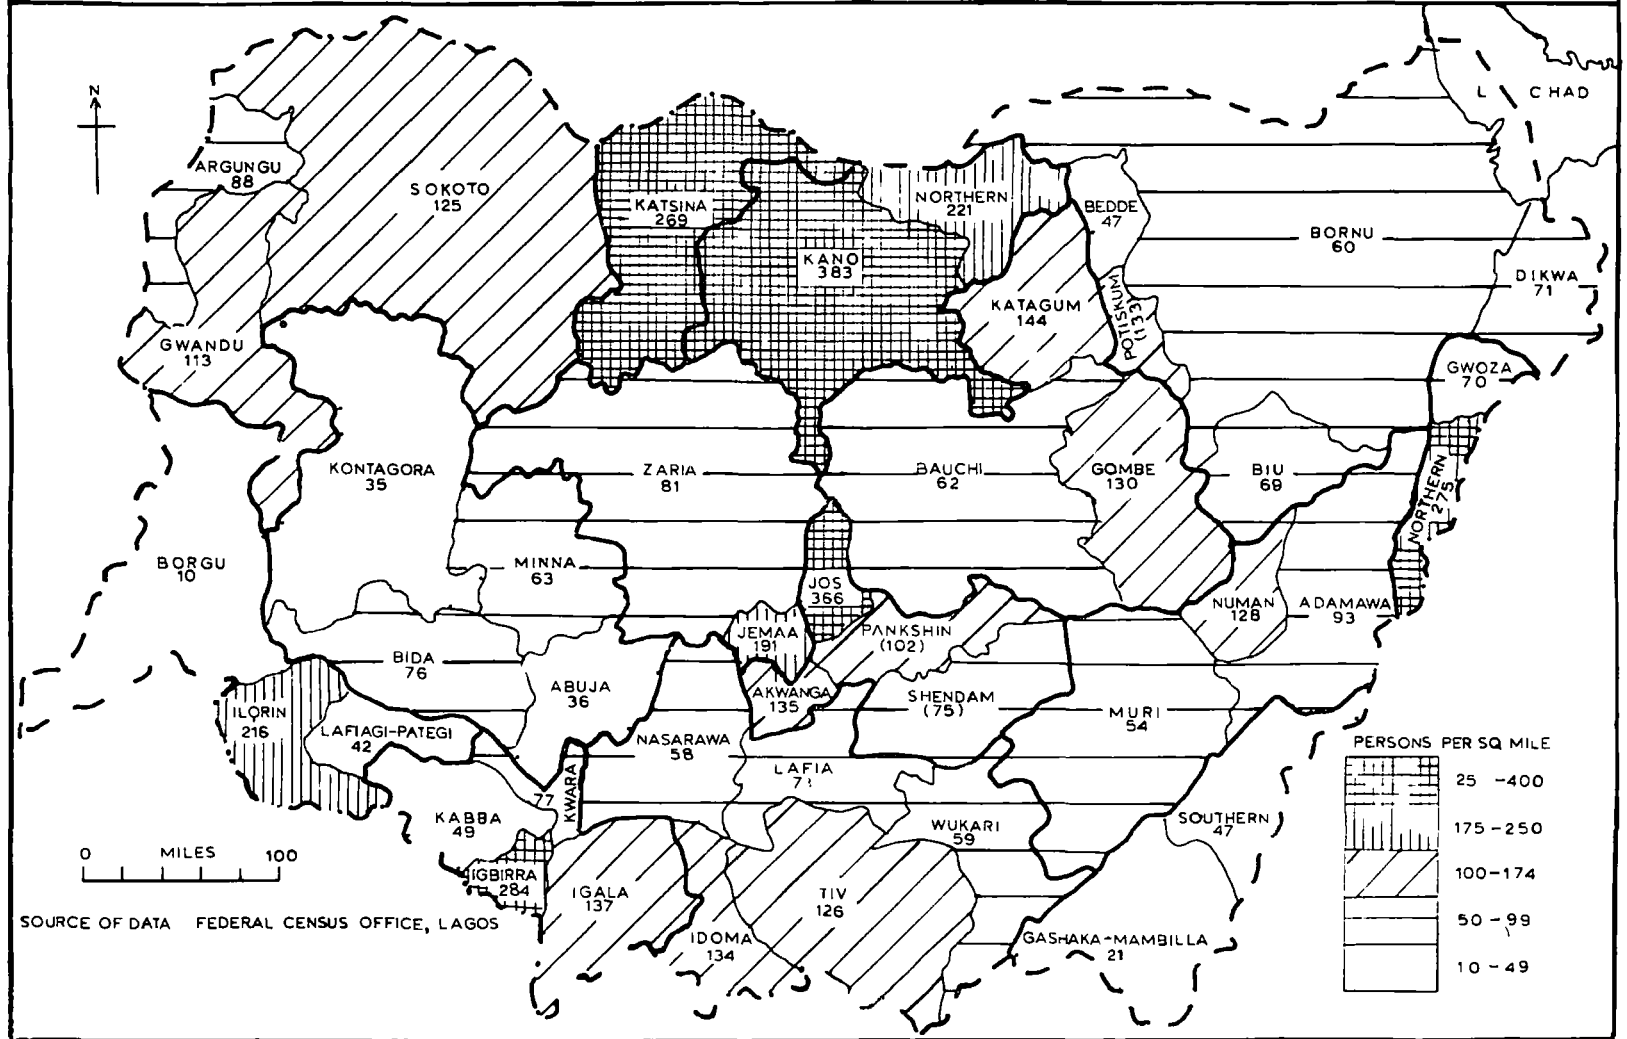 N
L CHAD
ARGUNGU
88
SOKOTO
125
KATSINA
269
NORTHERN
221
BEDDE
47
BORNU
60
KANO
383
DIKWA
71
KATAGUM
144
POTISKUM
(133)
GWANDU
113
GWOZA
70
KONTAGORA
35
ZARIA
81
BAUCHI
62
GOMBE
130
BIU
69
NORTHERN
275
BORGU
10
MINNA
63
JOS
366
NUMAN
128
ADAMAWA
93
JEMAA
191
PANKSHIN
(102)
BIDA
76
ABUJA
36
AKWANGA
135
SHENDAM
(75)
MURI
54
ILORIN
216
LAFIAGI-PATEGI
42
NASARAWA
58
LAFIA
KWARA
77
KABBA
49
WUKARI
59
SOUTHERN
47
IGBIRRA
284
IGALA
137
TIV
126
IDOMA
134
GASHAKA-MAMBILLA
21
PERSONS PER SQ MILE
25 -400
175 -250
100-174
50 -99
10 -49
0 MILES 100
SOURCE OF DATA FEDERAL CENSUS OFFICE, LAGOS